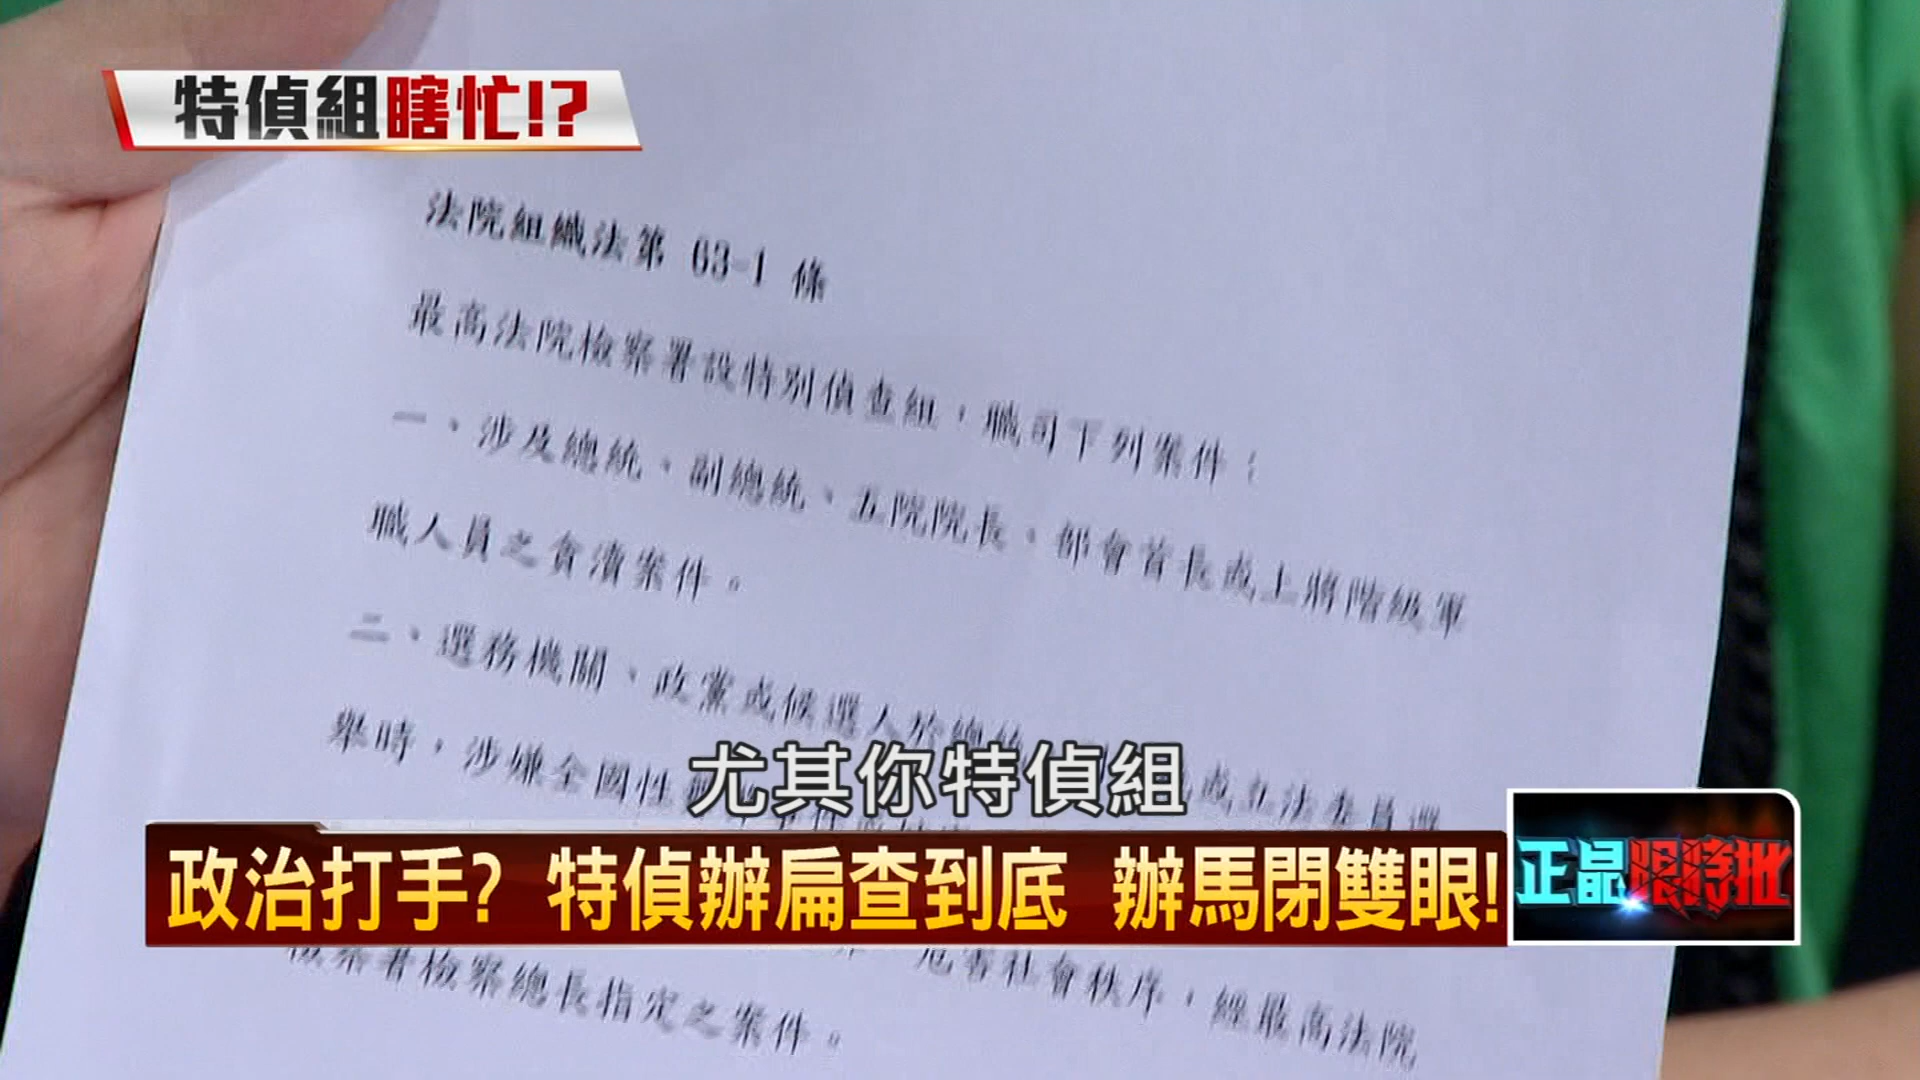 特偵組瞎忙!?
法院組織法第 63-1 條
最高法院檢察署設特別偵查組，職司下列案件：
一、涉及總統、副總統、五院院長、部會首長或上將階級軍
職人員之貪瀆案件。
二、選務機關、政黨或候選人於總統
成立法委員選
舉時，涉嫌全國性
尤其你特偵組
政治打手? 特偵辦扁查到底 辦馬閉雙眼!
正晶限時批
危害社會秩序，經最高法院
檢察署檢察總長指定之案件。